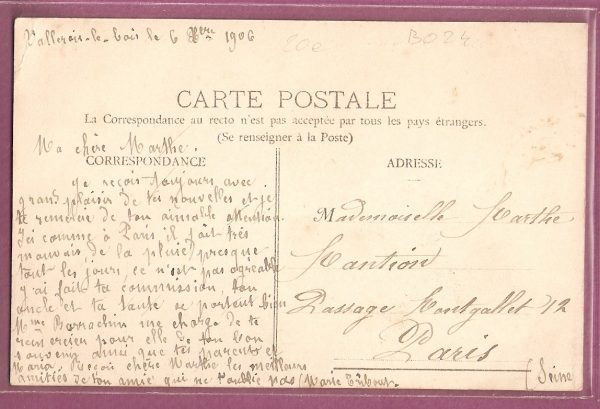 Vallerois-le-bois le 6 Xbre 1906
20e
B024
CARTE POSTALE
La Correspondance au recto n'est pas acceptée par tous les pays étrangers.
(Se renseigner à la Poste)
Ma chère Marthe.
CORRESPONDANCE
Je reçois toujours avec
grand plaisir de tes nouvelles et je
te remercie de ton aimable attention.
Ici comme à Paris il fait très
mauvais, de la pluie presque
tout les jours, ce n'est pas agréable
j'ai fait ta commission, ton
oncle et ta tante se portent bien
Mme Barrachin me charge de te
remercier pour elle de ton bon
souvenir ainsi que tes parents et
Maria. Reçois chère Marthe les meilleures
amitiés de ton amie qui ne t'oublie pas Marie
ADRESSE
Mademoiselle Marthe
Mantion
Passage Montgallet 12
Paris
(Seine